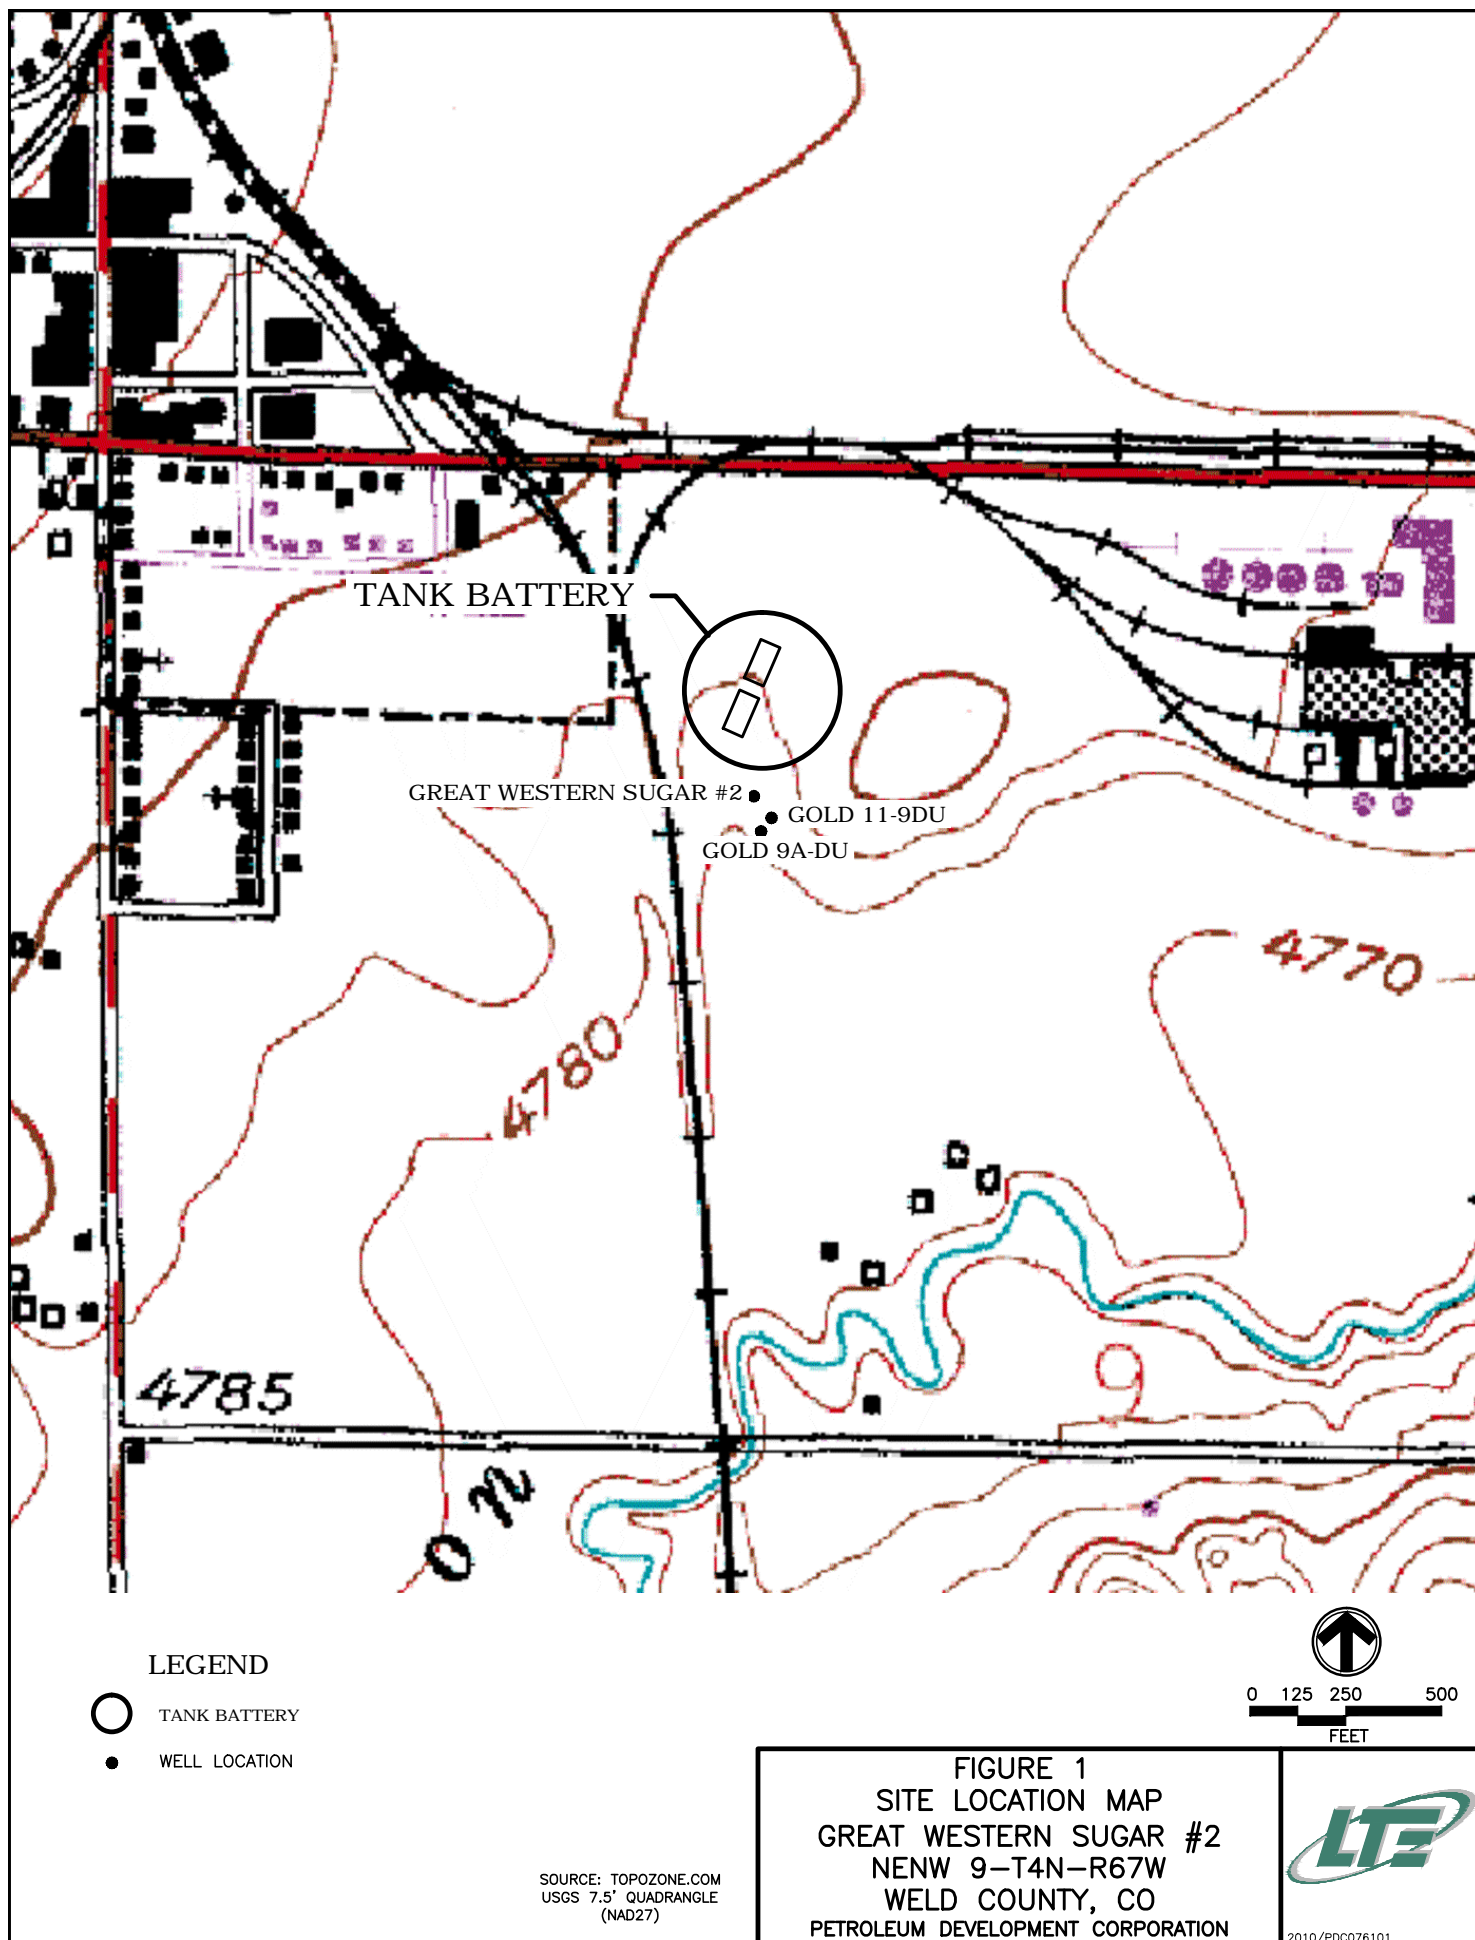 TANK BATTERY
GREAT WESTERN SUGAR #2
GOLD 11-9DU
GOLD 9A-DU
4770
4780
4785
on
LEGEND
TANK BATTERY
WELL LOCATION
0 125 250 500
FEET
FIGURE 1
SITE LOCATION MAP
GREAT WESTERN SUGAR #2
NENW 9-T4N-R67W
WELD COUNTY, CO
PETROLEUM DEVELOPMENT CORPORATION
SOURCE: TOPOZONE.COM
USGS 7.5' QUADRANGLE
(NAD27)
LTE
2010/PDC076101